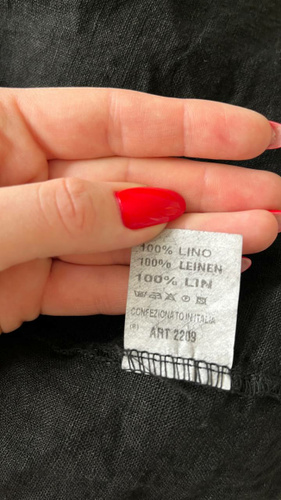 100% LINO
100% LEINEN
100% LIN
CONFEZIONATO IN ITALIA
(*) ART 2209